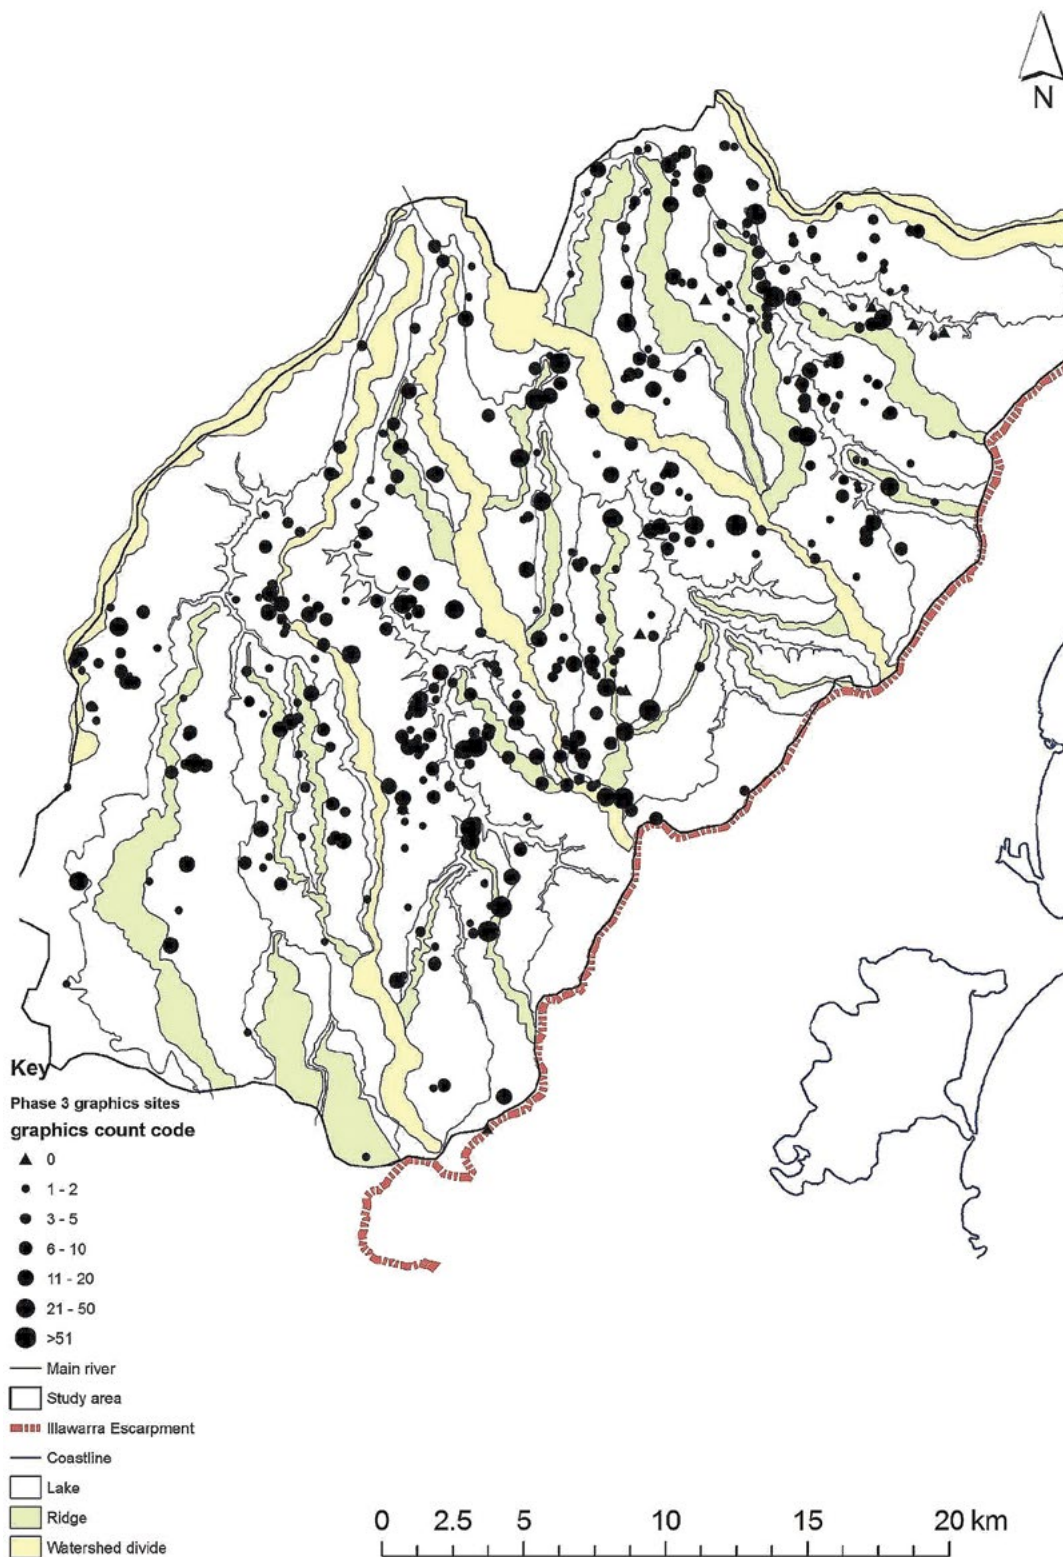 N
Key
Phase 3 graphics sites
graphics count code
0
1 - 2
3 - 5
6 - 10
11 - 20
21 - 50
>51
Main river
Study area
Illawarra Escarpment
Coastline
Lake
Ridge
Watershed divide
0 2.5 5 10 15 20 km